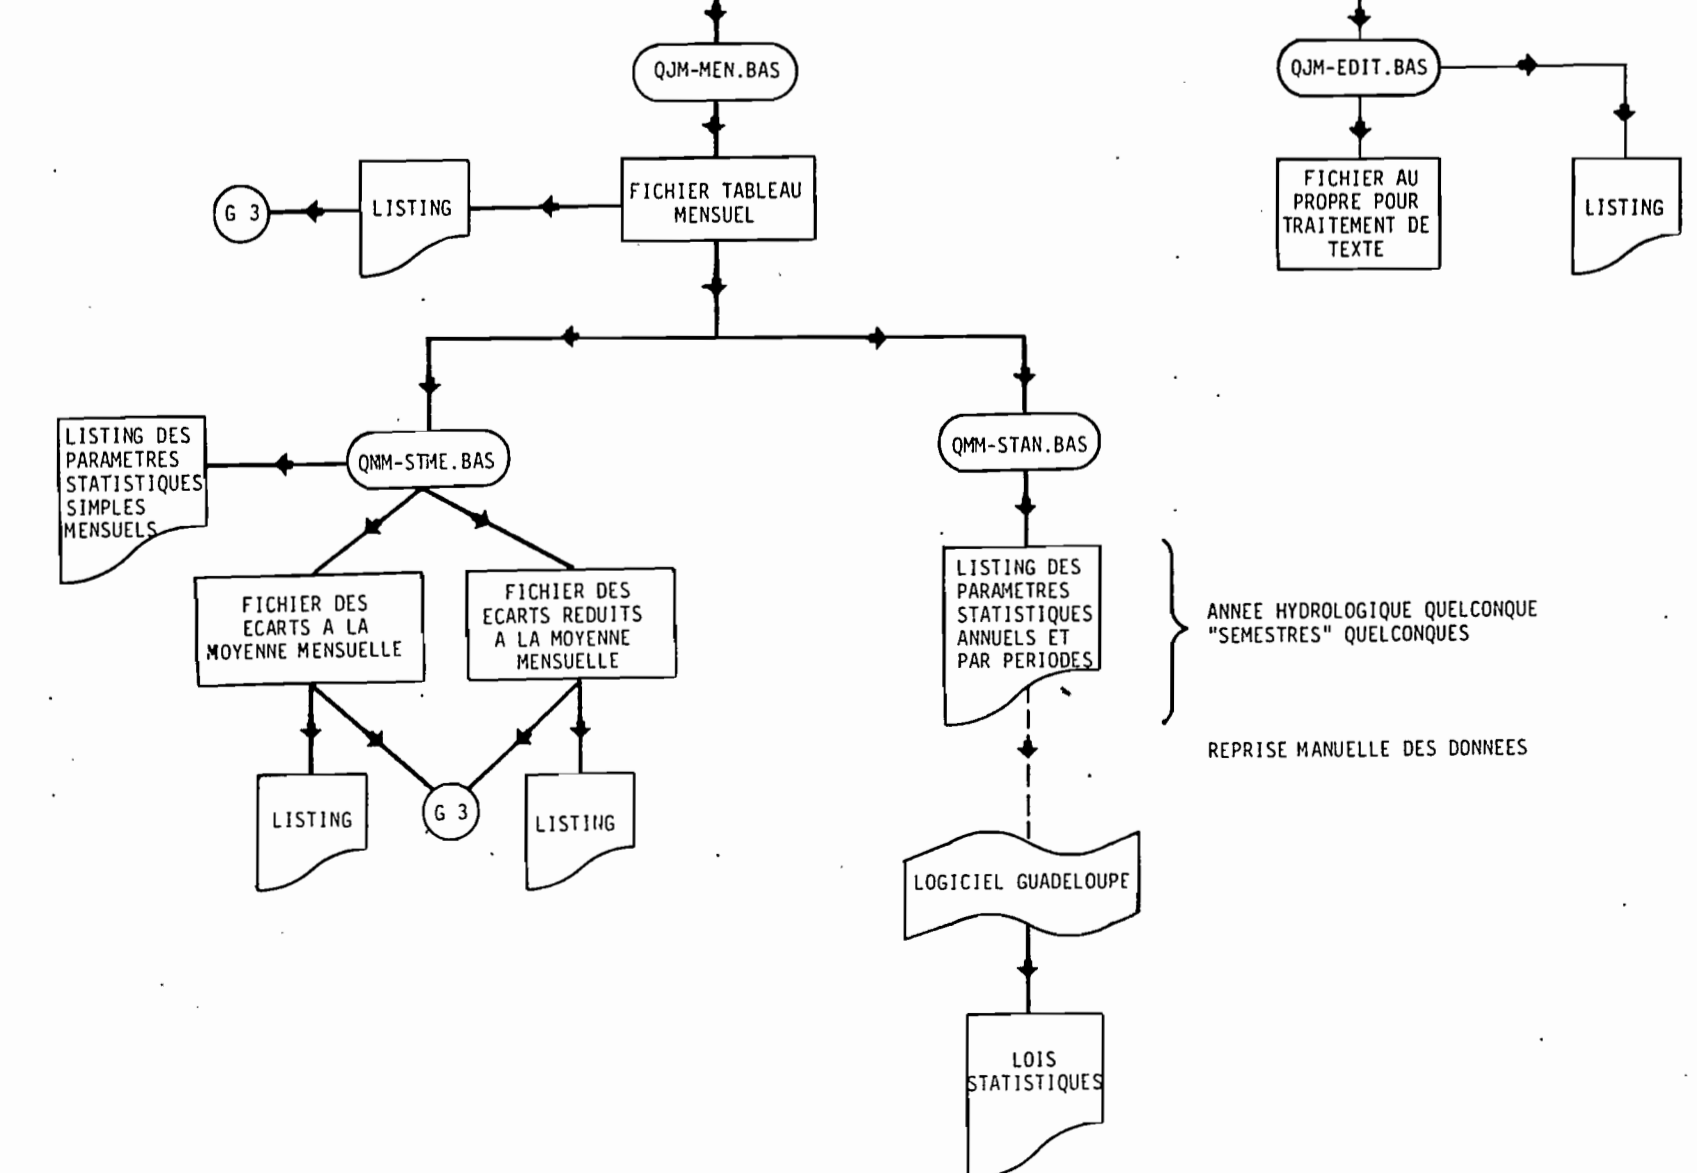 QJM-MEN.BAS
QJM-EDIT.BAS
G 3
LISTING
FICHIER TABLEAU
MENSUEL
FICHIER AU
PROPRE POUR
TRAITEMENT DE
TEXTE
LISTING
LISTING DES
PARAMETRES
STATISTIQUES
SIMPLES
MENSUELS
QMM-STME.BAS
QMM-STAN.BAS
FICHIER DES
ECARTS A LA
MOYENNE MENSUELLE
FICHIER DES
ECARTS REDUITS
A LA MOYENNE
MENSUELLE
LISTING DES
PARAMETRES
STATISTIQUES
ANNUELS ET
PAR PERIODES
ANNEE HYDROLOGIQUE QUELCONQUE
"SEMESTRES" QUELCONQUES
REPRISE MANUELLE DES DONNEES
LISTING
G 3
LISTING
LOGICIEL GUADELOUPE
LOIS
STATISTIQUES